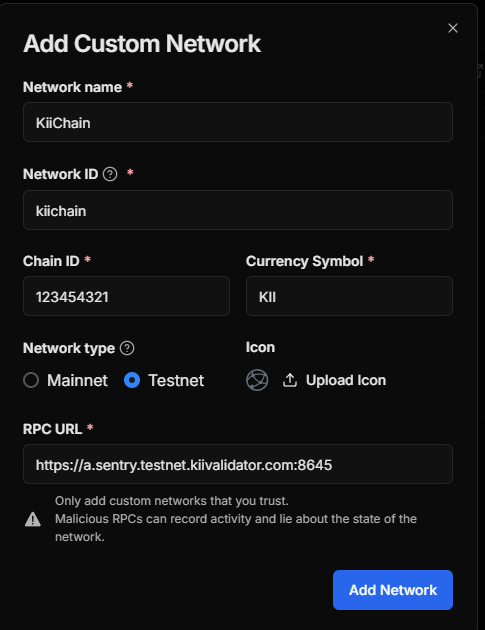 Add Custom Network
Network name *
KiiChain
Network ID *
kiichain
Chain ID * Currency Symbol *
123454321 KII
Network type Icon
Mainnet Testnet Upload Icon
RPC URL *
https://a.sentry.testnet.kiivalidator.com:8645
Only add custom networks that you trust.
Malicious RPCs can record activity and lie about the state of the
network.
Add Network